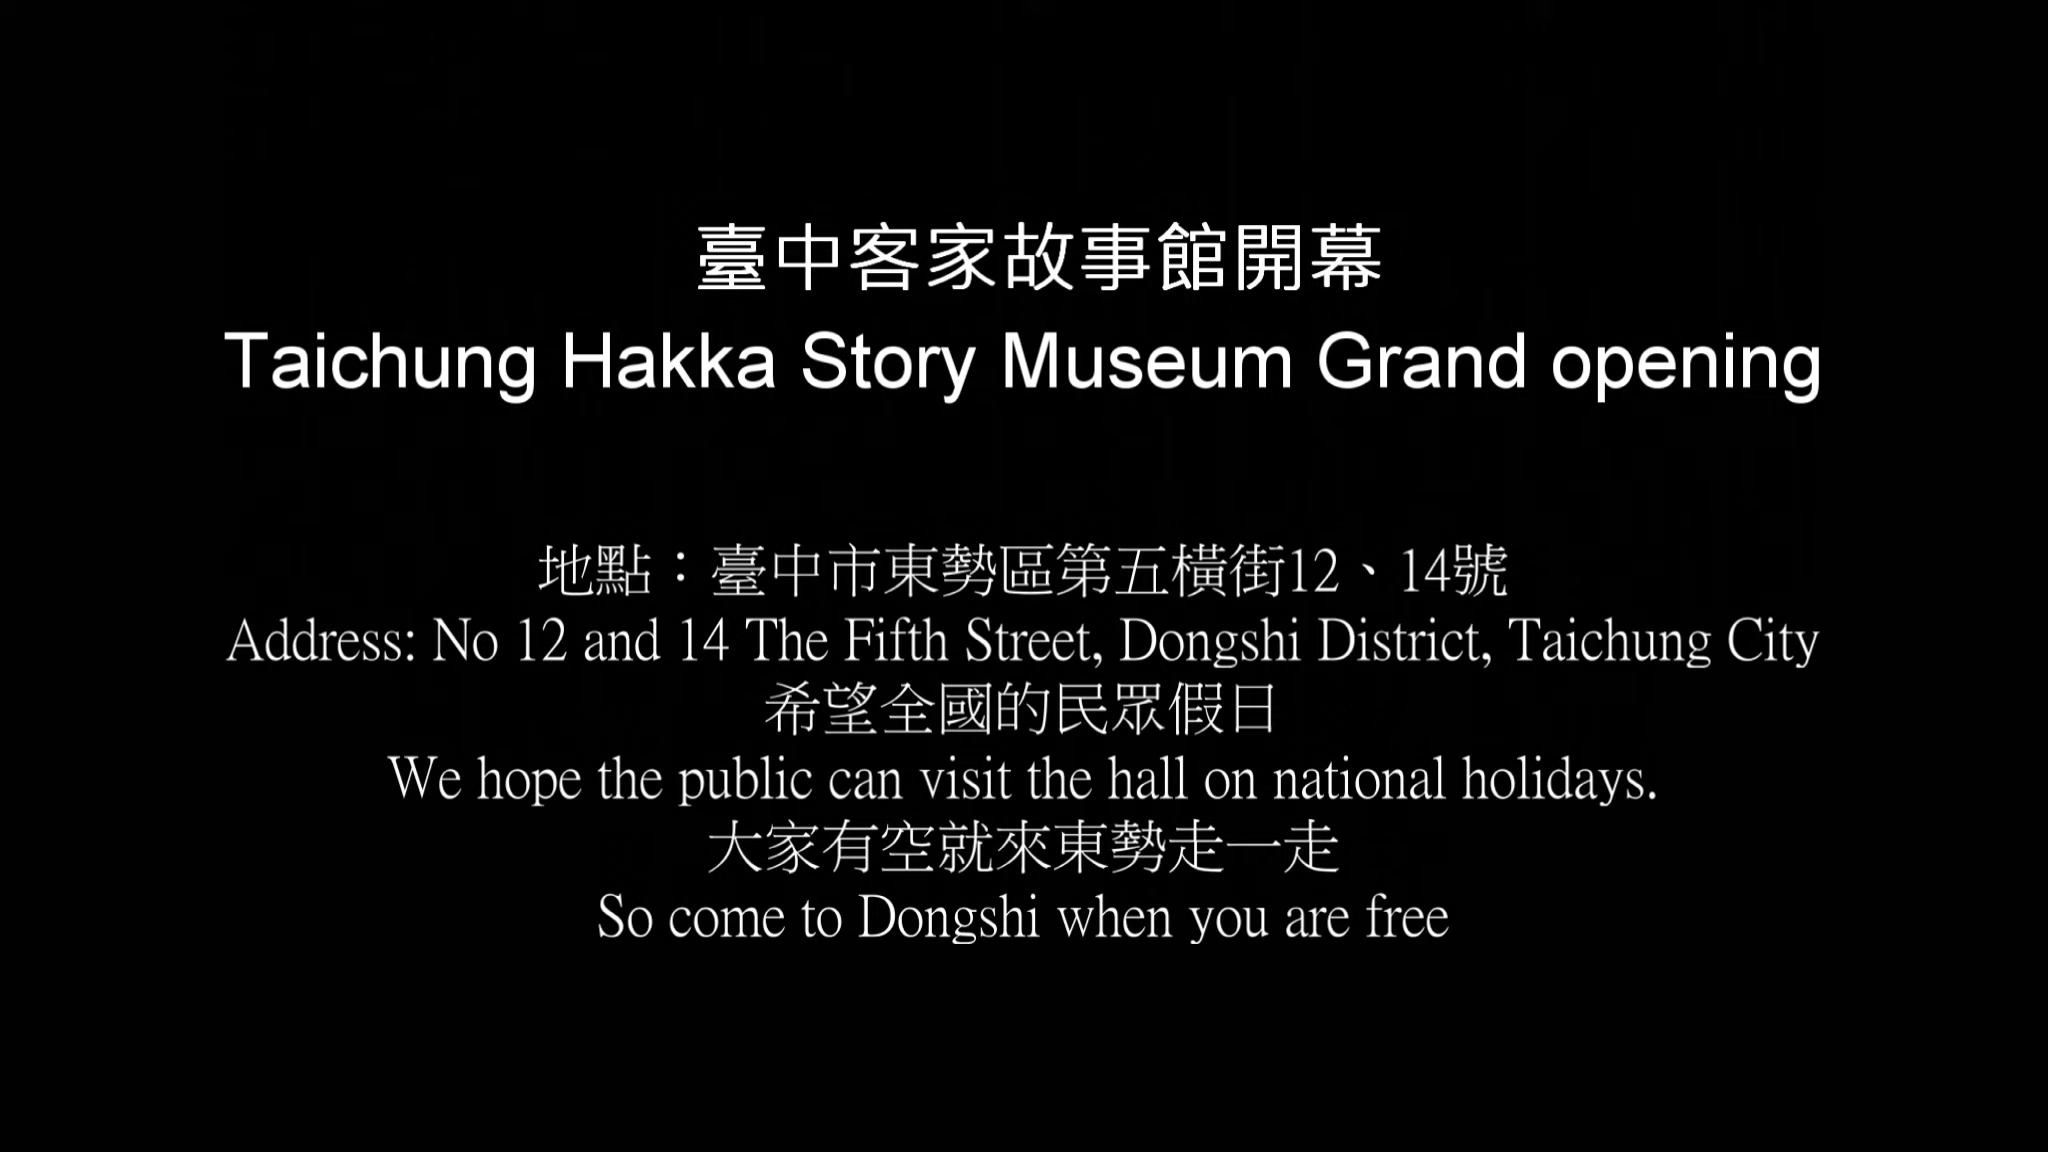 臺中客家故事館開幕
Taichung Hakka Story Museum Grand opening
地點：臺中市東勢區第五橫街12、14號
Address: No 12 and 14 The Fifth Street, Dongshi District, Taichung City
希望全國的民眾假日
We hope the public can visit the hall on national holidays.
大家有空就來東勢走一走
So come to Dongshi when you are free